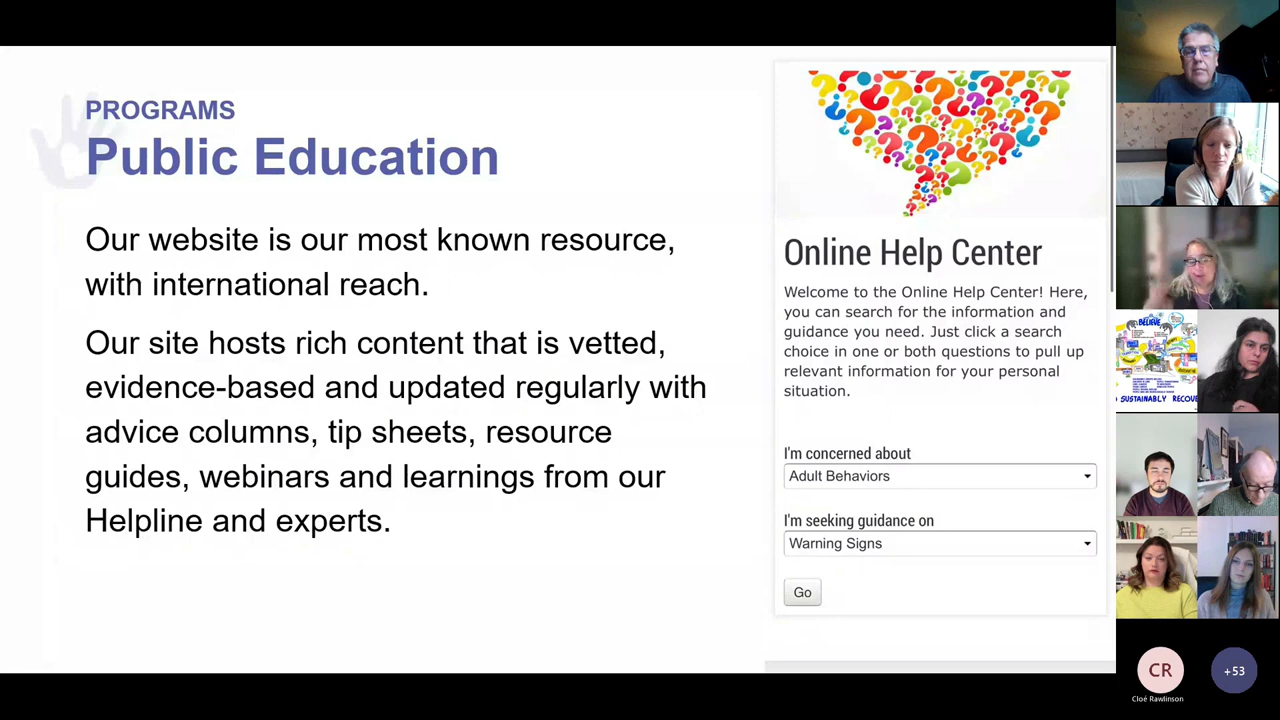 PROGRAMS
Public Education
Our website is our most known resource,
with international reach.
Our site hosts rich content that is vetted,
evidence-based and updated regularly with
advice columns, tip sheets, resource
guides, webinars and learnings from our
Helpline and experts.
Online Help Center
Welcome to the Online Help Center! Here,
you can search for the information and
guidance you need. Just click a search
choice in one or both questions to pull up
relevant information for your personal
situation.
I'm concerned about
Adult Behaviors
I'm seeking guidance on
Warning Signs
Go
BELIEVE
SUSTAINABLY RECOVE
CR
+53
Cloé Rawlinson